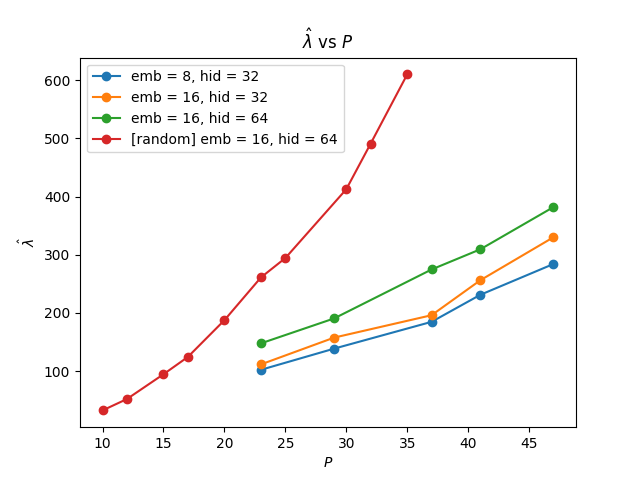 λ̂ vs P
emb = 8, hid = 32
emb = 16, hid = 32
emb = 16, hid = 64
[random] emb = 16, hid = 64
600
500
400
300
200
100
λ̂
10 15 20 25 30 35 40 45
P